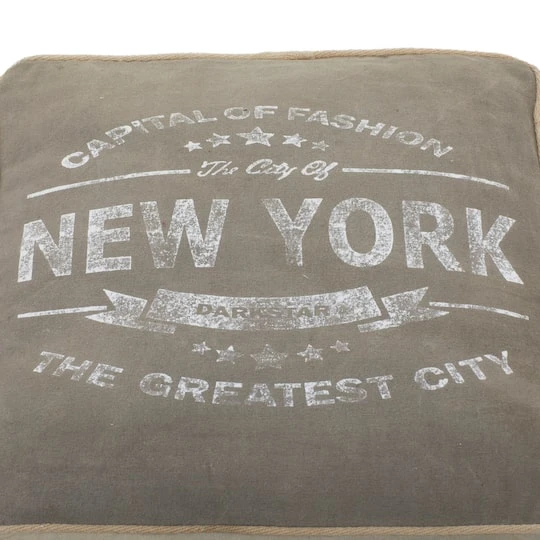 CAPITAL OF FASHION
The City Of
NEW YORK
DARKSTAR
THE GREATEST CITY